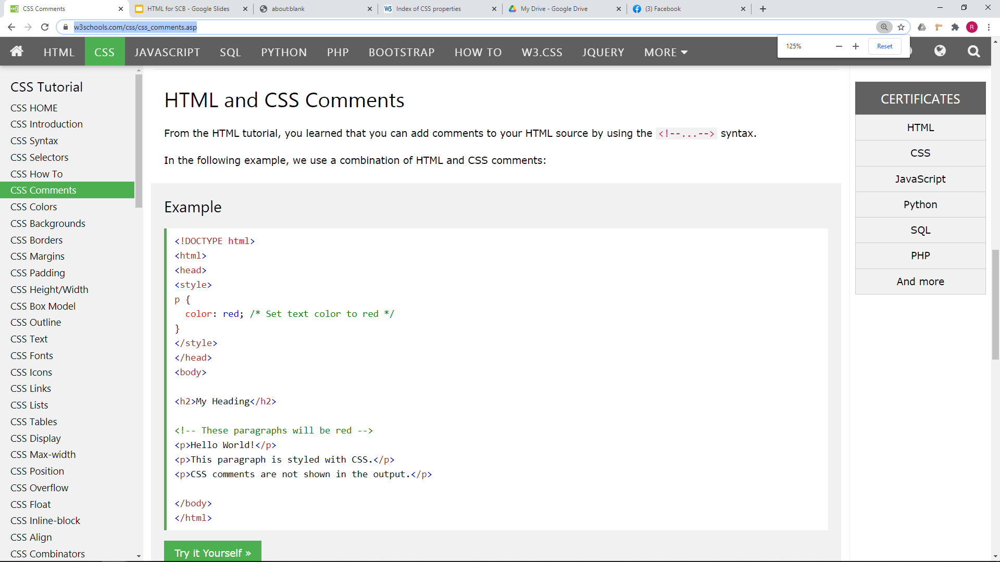 CSS Comments
HTML for SCB - Google Slides
about:blank
Index of CSS properties
My Drive - Google Drive
(3) Facebook
w3schools.com/css/css_comments.asp
R
125%
Reset
HTML
CSS
JAVASCRIPT
SQL
PYTHON
PHP
BOOTSTRAP
HOW TO
W3.CSS
JQUERY
MORE
CSS Tutorial
CSS HOME
CSS Introduction
CSS Syntax
CSS Selectors
CSS How To
CSS Comments
CSS Colors
CSS Backgrounds
CSS Borders
CSS Margins
CSS Padding
CSS Height/Width
CSS Box Model
CSS Outline
CSS Text
CSS Fonts
CSS Icons
CSS Links
CSS Lists
CSS Tables
CSS Display
CSS Max-width
CSS Position
CSS Overflow
CSS Float
CSS Inline-block
CSS Align
CSS Combinators
HTML and CSS Comments
From the HTML tutorial, you learned that you can add comments to your HTML source by using the <!--...--> syntax.
In the following example, we use a combination of HTML and CSS comments:
Example
<!DOCTYPE html>
<html>
<head>
<style>
p {
  color: red; /* Set text color to red */
}
</style>
</head>
<body>
<h2>My Heading</h2>
<!-- These paragraphs will be red -->
<p>Hello World!</p>
<p>This paragraph is styled with CSS.</p>
<p>CSS comments are not shown in the output.</p>
</body>
</html>
Try it Yourself »
CERTIFICATES
HTML
CSS
JavaScript
Python
SQL
PHP
And more